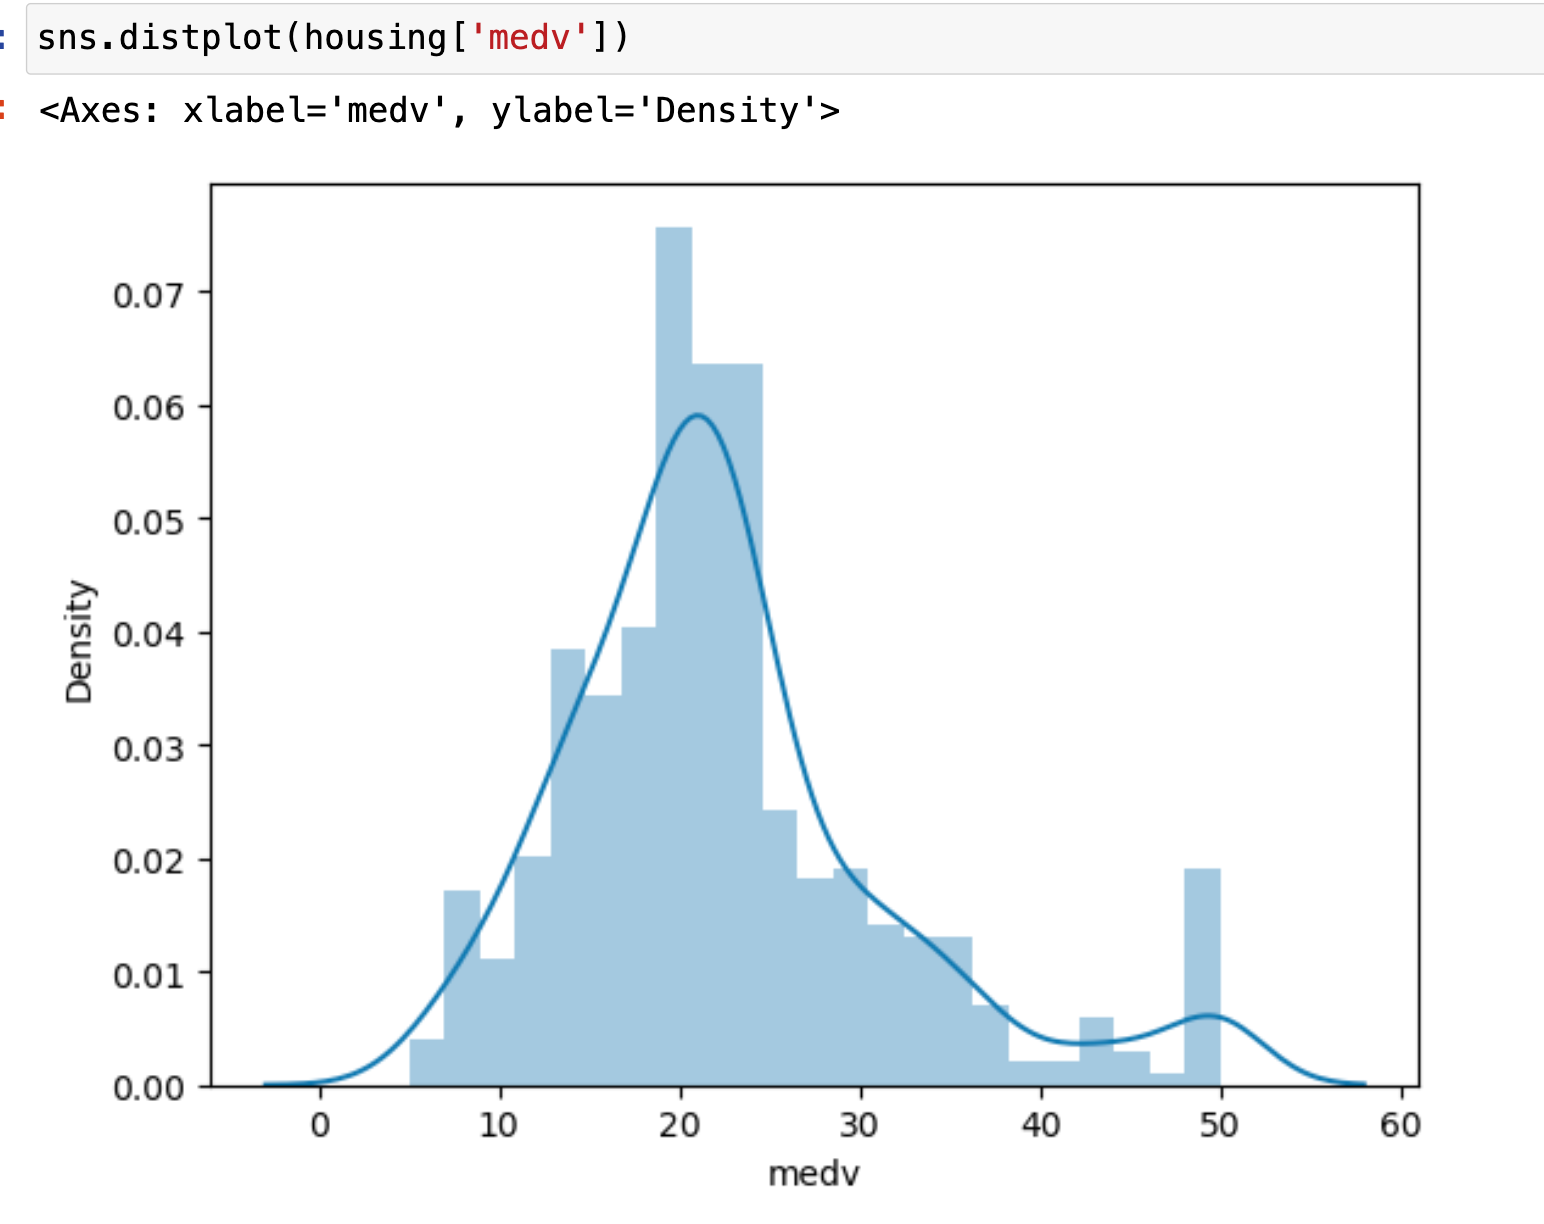 : sns.distplot(housing['medv'])
: <Axes: xlabel='medv', ylabel='Density'>
0.07
0.06
0.05
0.04
0.03
0.02
0.01
0.00
Density
0 10 20 30 40 50 60
medv